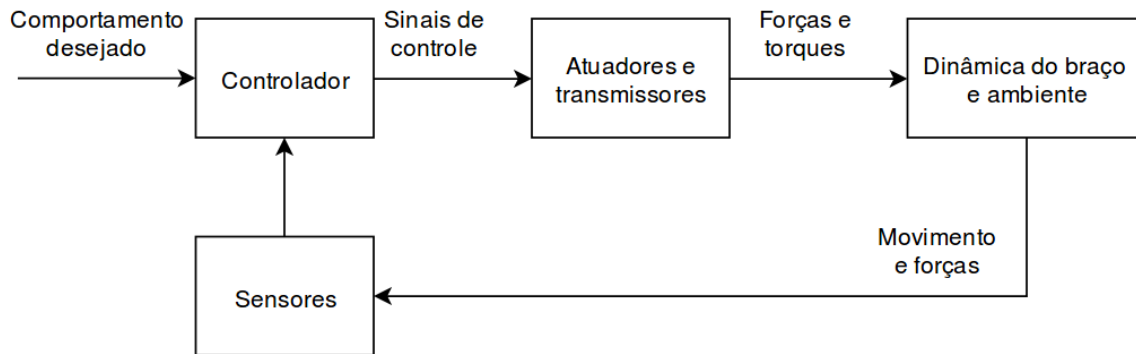 Comportamento
desejado
Sinais de
controle
Forças e
torques
Controlador
Atuadores e
transmissores
Dinâmica do braço
e ambiente
Movimento
e forças
Sensores